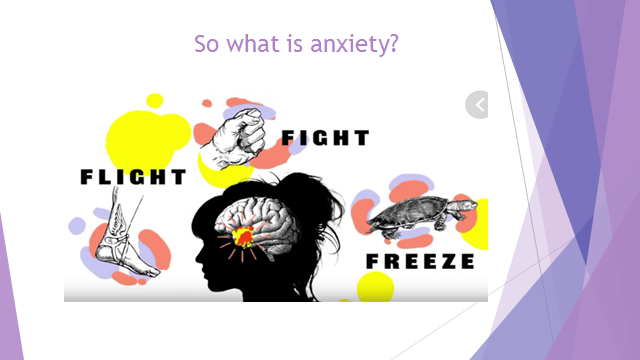 So what is anxiety?
FIGHT
FLIGHT
FREEZE